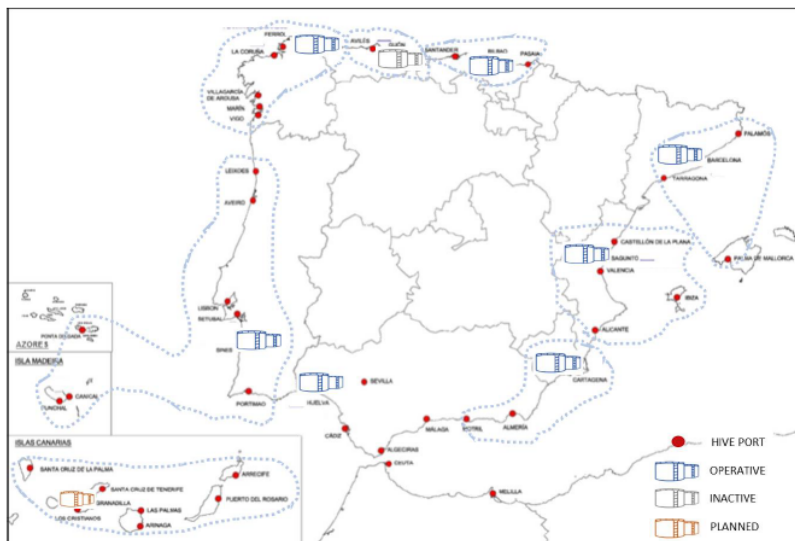 FERROL
LA CORUÑA
AVILÉS
GIJÓN
SANTANDER
BILBAO
PASAIA
VILLAGARCÍA
DE AROUSA
MARÍN
VIGO
PALAMÓS
BARCELONA
TARRAGONA
LEIXOES
AVEIRO
CASTELLÓN DE LA PLANA
SAGUNTO
VALENCIA
PALMA DE MALLORCA
IBIZA
LISBON
SETUBAL
SINES
ALICANTE
PONTA DELGADA
AZORES
ISLA MADEIRA
CANICAL
FUNCHAL
PORTIMAO
HUELVA
SEVILLA
CARTAGENA
CÁDIZ
MÁLAGA
MOTRIL
ALMERÍA
ALGECIRAS
CEUTA
MELILLA
ISLAS CANARIAS
SANTA CRUZ DE LA PALMA
ARRECIFE
SANTA CRUZ DE TENERIFE
GRANADILLA
PUERTO DEL ROSARIO
LOS CRISTIANOS
LAS PALMAS
ARINAGA
HIVE PORT
OPERATIVE
INACTIVE
PLANNED